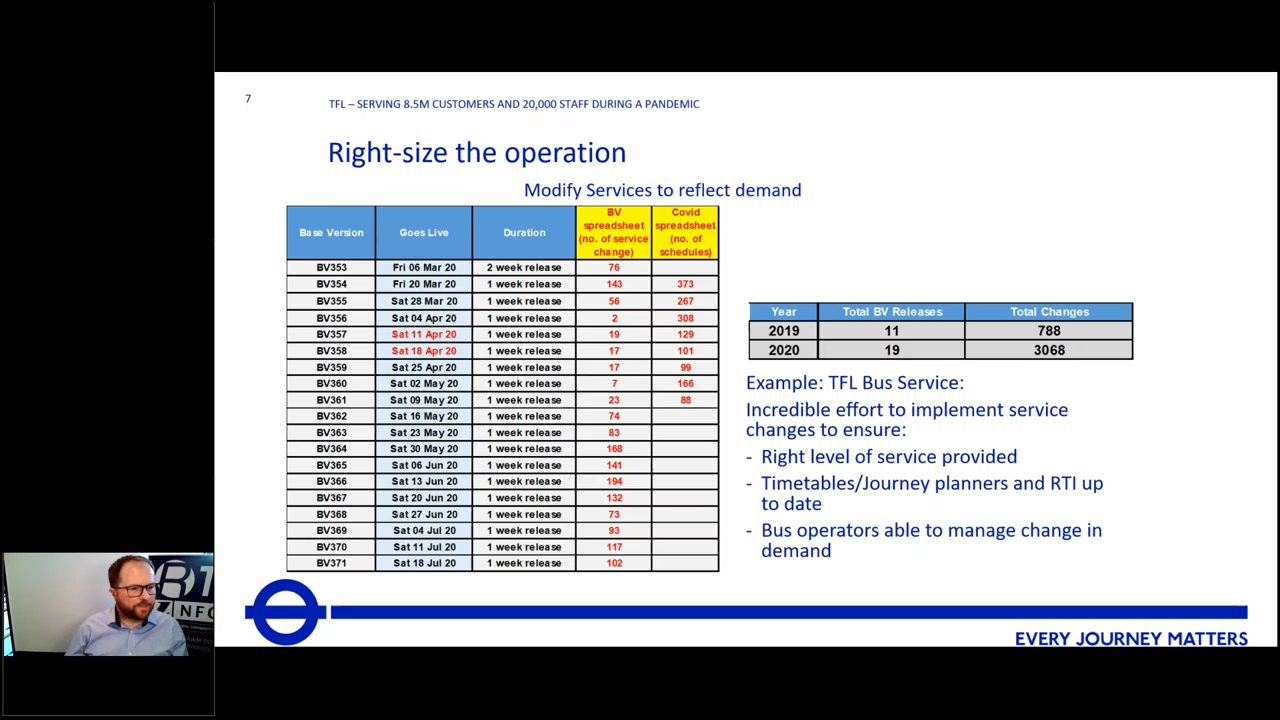 7
TFL – SERVING 8.5M CUSTOMERS AND 20,000 STAFF DURING A PANDEMIC
Right-size the operation
Modify Services to reflect demand
Base Version Goes Live Duration BV spreadsheet (no. of service change) Covid spreadsheet (no. of schedules)
BV353 Fri 06 Mar 20 2 week release 76
BV354 Fri 20 Mar 20 1 week release 143 373
BV355 Sat 28 Mar 20 1 week release 56 267
BV356 Sat 04 Apr 20 1 week release 2 308
BV357 Sat 11 Apr 20 1 week release 19 129
BV358 Sat 18 Apr 20 1 week release 17 101
BV359 Sat 25 Apr 20 1 week release 17 99
BV360 Sat 02 May 20 1 week release 7 166
BV361 Sat 09 May 20 1 week release 23 88
BV362 Sat 16 May 20 1 week release 74
BV363 Sat 23 May 20 1 week release 83
BV364 Sat 30 May 20 1 week release 168
BV365 Sat 06 Jun 20 1 week release 141
BV366 Sat 13 Jun 20 1 week release 194
BV367 Sat 20 Jun 20 1 week release 132
BV368 Sat 27 Jun 20 1 week release 73
BV369 Sat 04 Jul 20 1 week release 93
BV370 Sat 11 Jul 20 1 week release 117
BV371 Sat 18 Jul 20 1 week release 102
Year Total BV Releases Total Changes
2019 11 788
2020 19 3068
Example: TFL Bus Service:
Incredible effort to implement service
changes to ensure:
- Right level of service provided
- Timetables/Journey planners and RTI up
to date
- Bus operators able to manage change in
demand
EVERY JOURNEY MATTERS